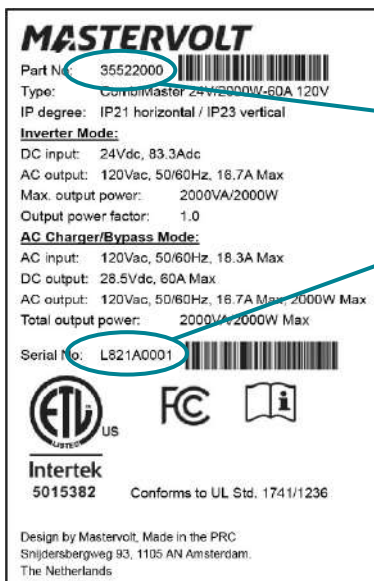 MASTERVOLT
Part No: 35522000
Type: CombiMaster 24V/2000W-60A 120V
IP degree: IP21 horizontal / IP23 vertical
Inverter Mode:
DC input: 24Vdc, 83.3Adc
AC output: 120Vac, 50/60Hz, 16.7A Max
Max. output power: 2000VA/2000W
Output power factor: 1.0
AC Charger/Bypass Mode:
AC input: 120Vac, 50/60Hz, 18.3A Max
DC output: 28.5Vdc, 60A Max
AC output: 120Vac, 50/60Hz, 16.7A Max, 2000W Max
Total output power: 2000VA/2000W Max
Serial No: L821A0001
ETL US
LISTED
FC
i
Intertek
5015382 Conforms to UL Std. 1741/1236
Design by Mastervolt, Made in the PRC
Snijdersbergweg 93, 1105 AN Amsterdam.
The Netherlands